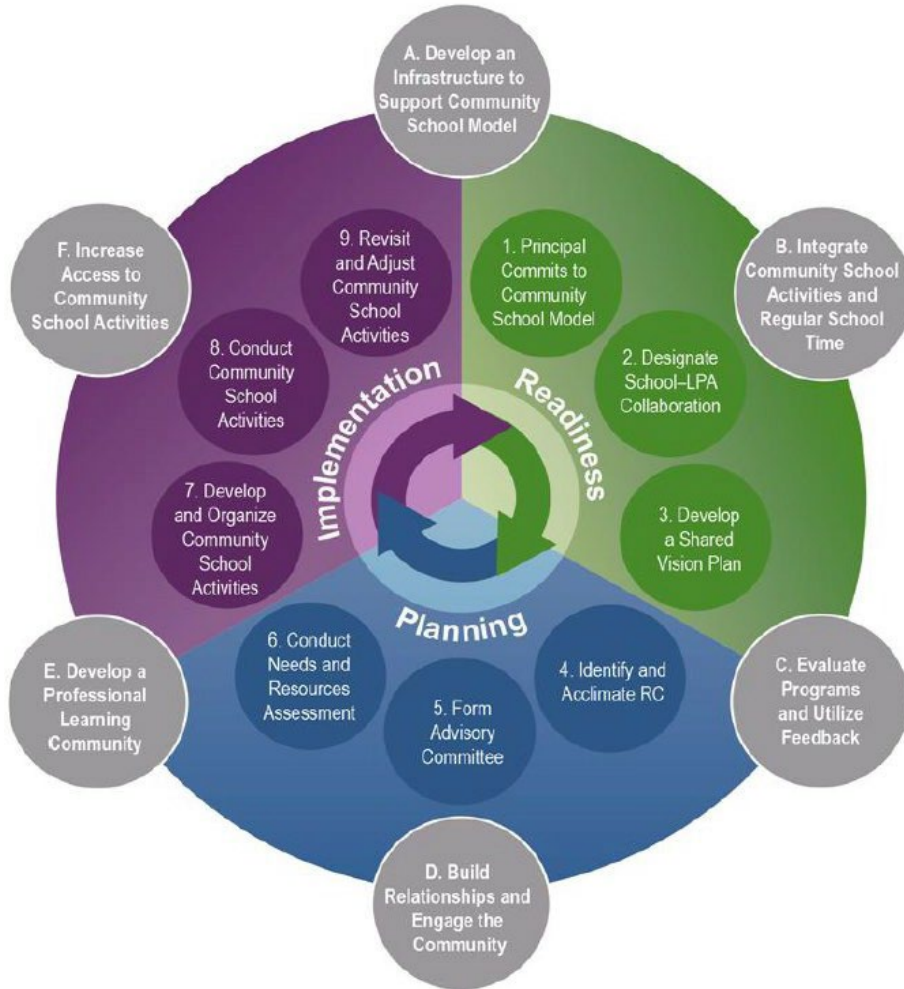 A. Develop an
Infrastructure to
Support Community
School Model
B. Integrate
Community School
Activities and
Regular School
Time
C. Evaluate
Programs
and Utilize
Feedback
D. Build
Relationships and
Engage the
Community
E. Develop a
Professional
Learning
Community
F. Increase
Access to
Community
School Activities
Readiness
1. Principal
Commits to
Community
School Model
2. Designate
School–LPA
Collaboration
3. Develop
a Shared
Vision Plan
Planning
4. Identify and
Acclimate RC
5. Form
Advisory
Committee
6. Conduct
Needs and
Resources
Assessment
Implementation
7. Develop
and Organize
Community
School
Activities
8. Conduct
Community
School
Activities
9. Revisit
and Adjust
Community
School
Activities